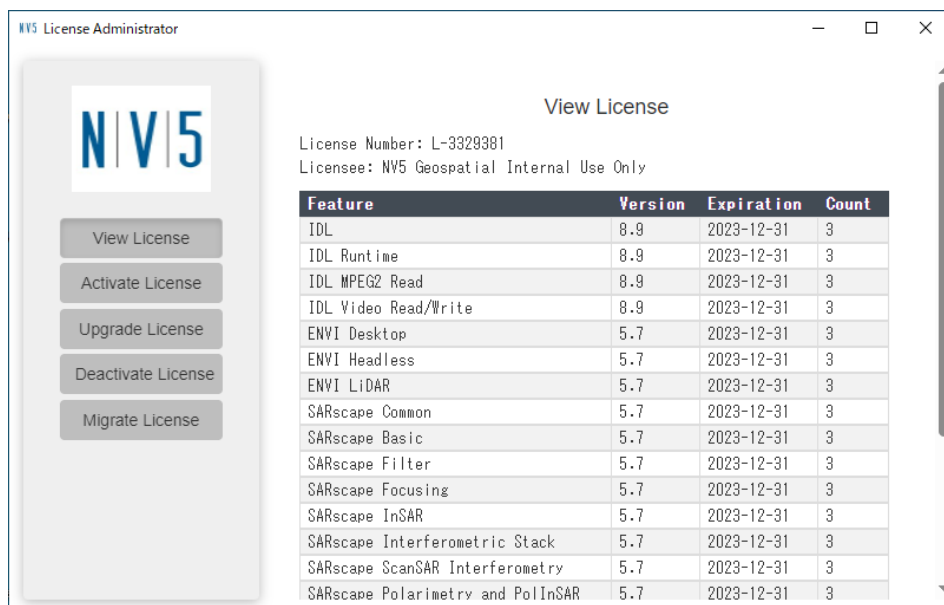 NV5 License Administrator
N|V|5
View License
Activate License
Upgrade License
Deactivate License
Migrate License
View License
License Number: L-3329381
Licensee: NV5 Geospatial Internal Use Only
Feature Version Expiration Count
IDL 8.9 2023-12-31 3
IDL Runtime 8.9 2023-12-31 3
IDL MPEG2 Read 8.9 2023-12-31 3
IDL Video Read/Write 8.9 2023-12-31 3
ENVI Desktop 5.7 2023-12-31 3
ENVI Headless 5.7 2023-12-31 3
ENVI LiDAR 5.7 2023-12-31 3
SARscape Common 5.7 2023-12-31 3
SARscape Basic 5.7 2023-12-31 3
SARscape Filter 5.7 2023-12-31 3
SARscape Focusing 5.7 2023-12-31 3
SARscape InSAR 5.7 2023-12-31 3
SARscape Interferometric Stack 5.7 2023-12-31 3
SARscape ScanSAR Interferometry 5.7 2023-12-31 3
SARscape Polarimetry and PolInSAR 5.7 2023-12-31 3